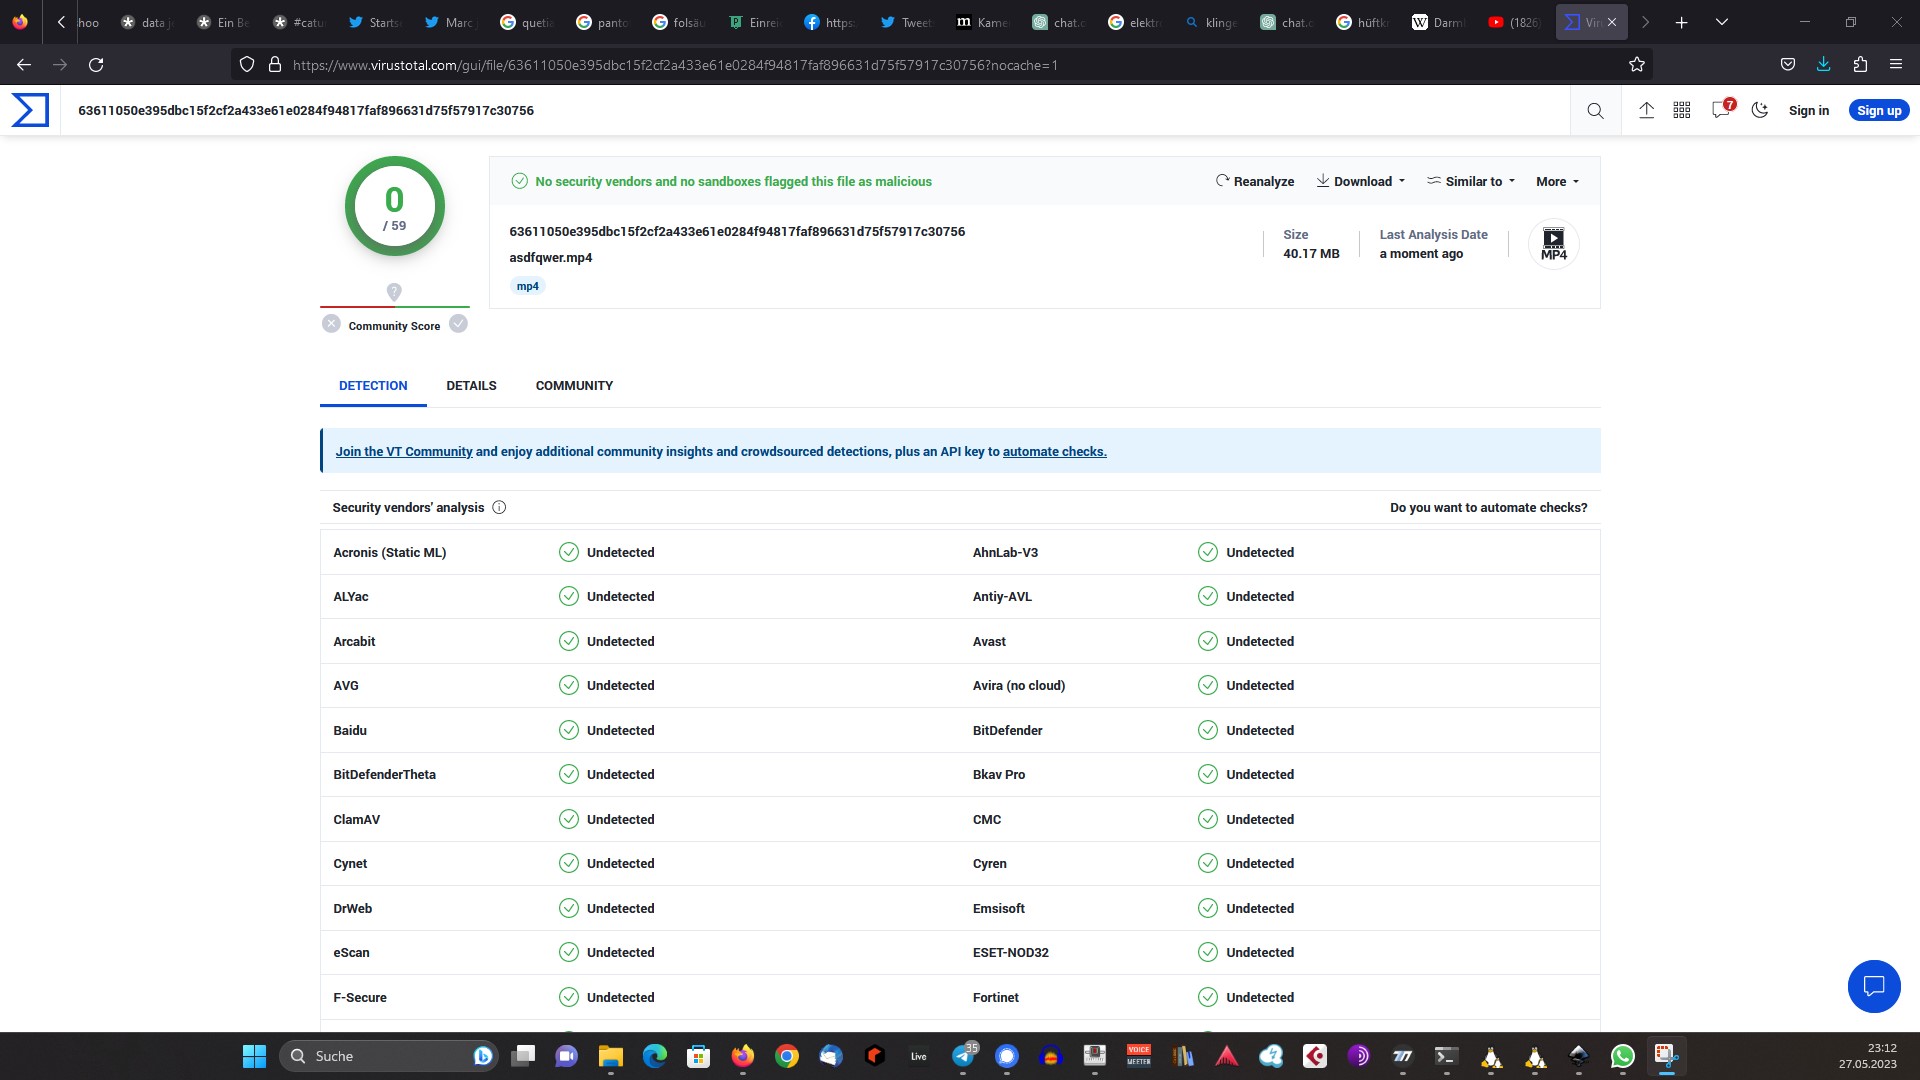 hoo
data j
Ein Be
#catu
Starts
Marc
quetia
panto
folsäu
Einrei
https:
Tweet
m Kame
chat.o
elektr
klinge
chat.o
hüftk
W Darm
(1826
Vir
https://www.virustotal.com/gui/file/63611050e395dbc15f2cf2a433e61e0284f94817faf896631d75f57917c30756?nocache=1
63611050e395dbc15f2cf2a433e61e0284f94817faf896631d75f57917c30756
7
Sign in
Sign up
0
/ 59
Community Score
No security vendors and no sandboxes flagged this file as malicious
Reanalyze
Download
Similar to
More
63611050e395dbc15f2cf2a433e61e0284f94817faf896631d75f57917c30756
asdfqwer.mp4
mp4
Size
40.17 MB
Last Analysis Date
a moment ago
MP4
DETECTION
DETAILS
COMMUNITY
Join the VT Community and enjoy additional community insights and crowdsourced detections, plus an API key to automate checks.
Security vendors' analysis
Do you want to automate checks?
Acronis (Static ML) Undetected AhnLab-V3 Undetected
ALYac Undetected Antiy-AVL Undetected
Arcabit Undetected Avast Undetected
AVG Undetected Avira (no cloud) Undetected
Baidu Undetected BitDefender Undetected
BitDefenderTheta Undetected Bkav Pro Undetected
ClamAV Undetected CMC Undetected
Cynet Undetected Cyren Undetected
DrWeb Undetected Emsisoft Undetected
eScan Undetected ESET-NOD32 Undetected
F-Secure Undetected Fortinet Undetected
Suche
Live
35
VOICE
MEETER
23:12
27.05.2023